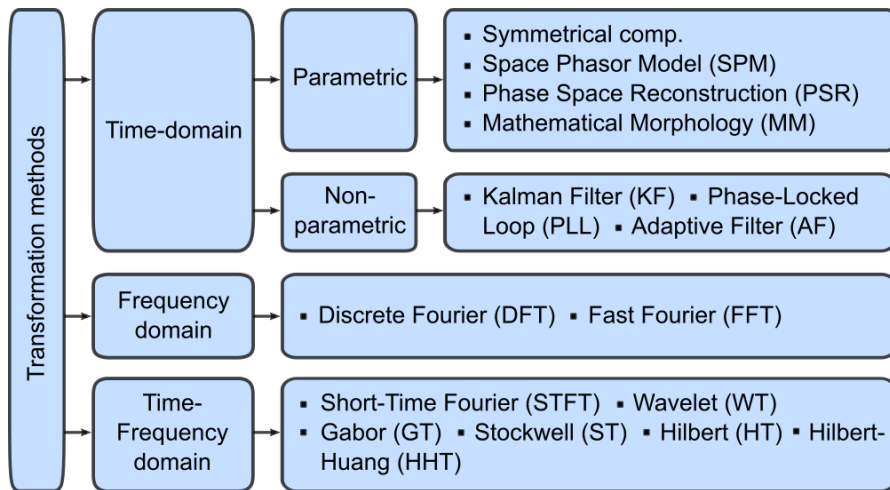 Transformation methods
Time-domain
Parametric
▪ Symmetrical comp.
▪ Space Phasor Model (SPM)
▪ Phase Space Reconstruction (PSR)
▪ Mathematical Morphology (MM)
Non-
parametric
▪ Kalman Filter (KF) ▪ Phase-Locked
Loop (PLL) ▪ Adaptive Filter (AF)
Frequency
domain
▪ Discrete Fourier (DFT) ▪ Fast Fourier (FFT)
Time-
Frequency
domain
▪ Short-Time Fourier (STFT) ▪ Wavelet (WT)
▪ Gabor (GT) ▪ Stockwell (ST) ▪ Hilbert (HT) ▪ Hilbert-
Huang (HHT)